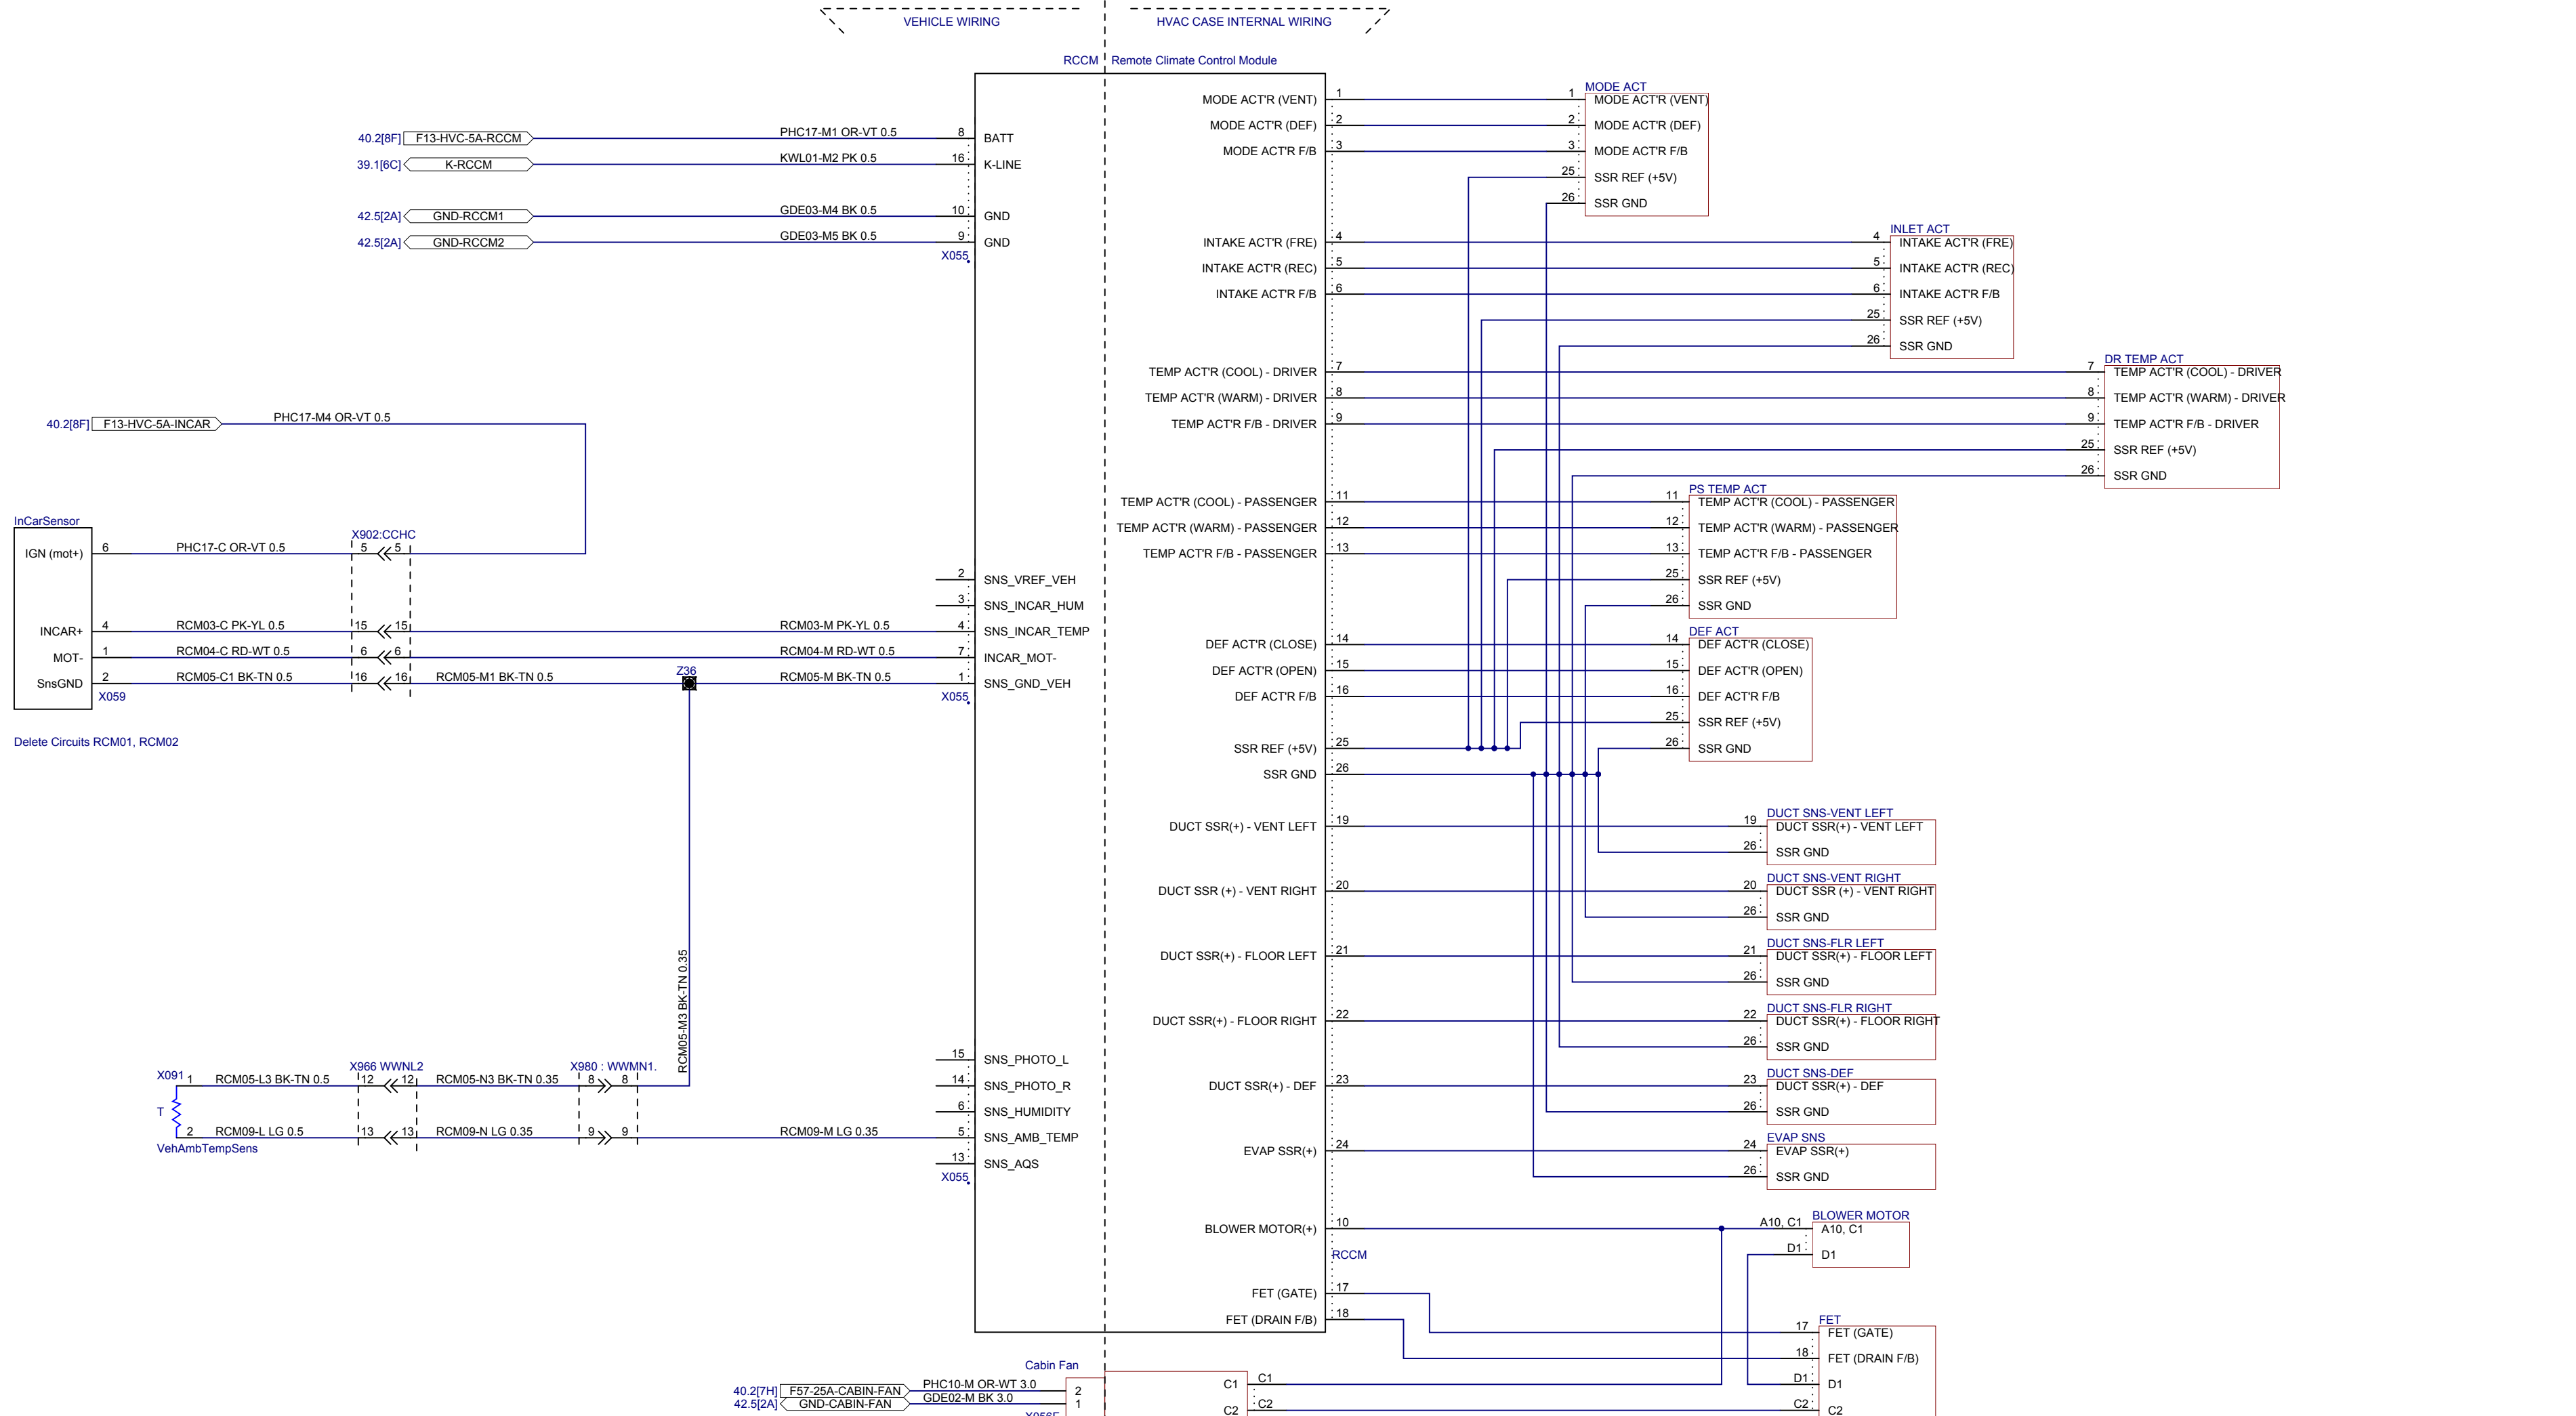 VEHICLE WIRING
HVAC CASE INTERNAL WIRING
RCCM
Remote Climate Control Module
40.2[8F] F13-HVC-5A-RCCM PHC17-M1 OR-VT 0.5 8 BATT
39.1[6C] K-RCCM KWL01-M2 PK 0.5 16 K-LINE
42.5[2A] GND-RCCM1 GDE03-M4 BK 0.5 10 GND
42.5[2A] GND-RCCM2 GDE03-M5 BK 0.5 9 GND
X055
40.2[8F] F13-HVC-5A-INCAR PHC17-M4 OR-VT 0.5
InCarSensor
X902:CCHC
IGN (mot+) 6 PHC17-C OR-VT 0.5 5 5
2 SNS_VREF_VEH
3 SNS_INCAR_HUM
INCAR+ 4 RCM03-C PK-YL 0.5 15 15 RCM03-M PK-YL 0.5 4 SNS_INCAR_TEMP
MOT- 1 RCM04-C RD-WT 0.5 6 6 RCM04-M RD-WT 0.5 7 INCAR_MOT-
Z36
SnsGND 2 RCM05-C1 BK-TN 0.5 16 16 RCM05-M1 BK-TN 0.5 RCM05-M BK-TN 0.5 1 SNS_GND_VEH
X059
X055
Delete Circuits RCM01, RCM02
RCM05-M3 BK-TN 0.35
15 SNS_PHOTO_L
14 SNS_PHOTO_R
6 SNS_HUMIDITY
X966 WWNL2
X980 : WWMN1.
X091 1 RCM05-L3 BK-TN 0.5 12 12 RCM05-N3 BK-TN 0.35 8 8
T
2 RCM09-L LG 0.5 13 13 RCM09-N LG 0.35 9 9 RCM09-M LG 0.35 5 SNS_AMB_TEMP
VehAmbTempSens
13 SNS_AQS
X055
MODE ACT
MODE ACT'R (VENT) 1 1 MODE ACT'R (VENT)
MODE ACT'R (DEF) 2 2 MODE ACT'R (DEF)
MODE ACT'R F/B 3 3 MODE ACT'R F/B
25 SSR REF (+5V)
26 SSR GND
INLET ACT
INTAKE ACT'R (FRE) 4 4 INTAKE ACT'R (FRE)
INTAKE ACT'R (REC) 5 5 INTAKE ACT'R (REC)
INTAKE ACT'R F/B 6 6 INTAKE ACT'R F/B
25 SSR REF (+5V)
26 SSR GND
DR TEMP ACT
TEMP ACT'R (COOL) - DRIVER 7 7 TEMP ACT'R (COOL) - DRIVER
TEMP ACT'R (WARM) - DRIVER 8 8 TEMP ACT'R (WARM) - DRIVER
TEMP ACT'R F/B - DRIVER 9 9 TEMP ACT'R F/B - DRIVER
25 SSR REF (+5V)
26 SSR GND
PS TEMP ACT
TEMP ACT'R (COOL) - PASSENGER 11 11 TEMP ACT'R (COOL) - PASSENGER
TEMP ACT'R (WARM) - PASSENGER 12 12 TEMP ACT'R (WARM) - PASSENGER
TEMP ACT'R F/B - PASSENGER 13 13 TEMP ACT'R F/B - PASSENGER
25 SSR REF (+5V)
26 SSR GND
DEF ACT
DEF ACT'R (CLOSE) 14 14 DEF ACT'R (CLOSE)
DEF ACT'R (OPEN) 15 15 DEF ACT'R (OPEN)
DEF ACT'R F/B 16 16 DEF ACT'R F/B
25 SSR REF (+5V)
SSR REF (+5V) 25 26 SSR GND
SSR GND 26
DUCT SNS-VENT LEFT
DUCT SSR(+) - VENT LEFT 19 19 DUCT SSR(+) - VENT LEFT
26 SSR GND
DUCT SNS-VENT RIGHT
DUCT SSR (+) - VENT RIGHT 20 20 DUCT SSR (+) - VENT RIGHT
26 SSR GND
DUCT SNS-FLR LEFT
DUCT SSR(+) - FLOOR LEFT 21 21 DUCT SSR(+) - FLOOR LEFT
26 SSR GND
DUCT SNS-FLR RIGHT
DUCT SSR(+) - FLOOR RIGHT 22 22 DUCT SSR(+) - FLOOR RIGHT
26 SSR GND
DUCT SNS-DEF
DUCT SSR(+) - DEF 23 23 DUCT SSR(+) - DEF
26 SSR GND
EVAP SNS
EVAP SSR(+) 24 24 EVAP SSR(+)
26 SSR GND
BLOWER MOTOR
BLOWER MOTOR(+) 10 A10, C1 A10, C1
RCCM D1 D1
FET (GATE) 17
FET (DRAIN F/B) 18
FET
17 FET (GATE)
18 FET (DRAIN F/B)
D1 D1
C2 C2
Cabin Fan
40.2[7H] F57-25A-CABIN-FAN PHC10-M OR-WT 3.0 2
42.5[2A] GND-CABIN-FAN GDE02-M BK 3.0 1
C1 C1
C2 C2